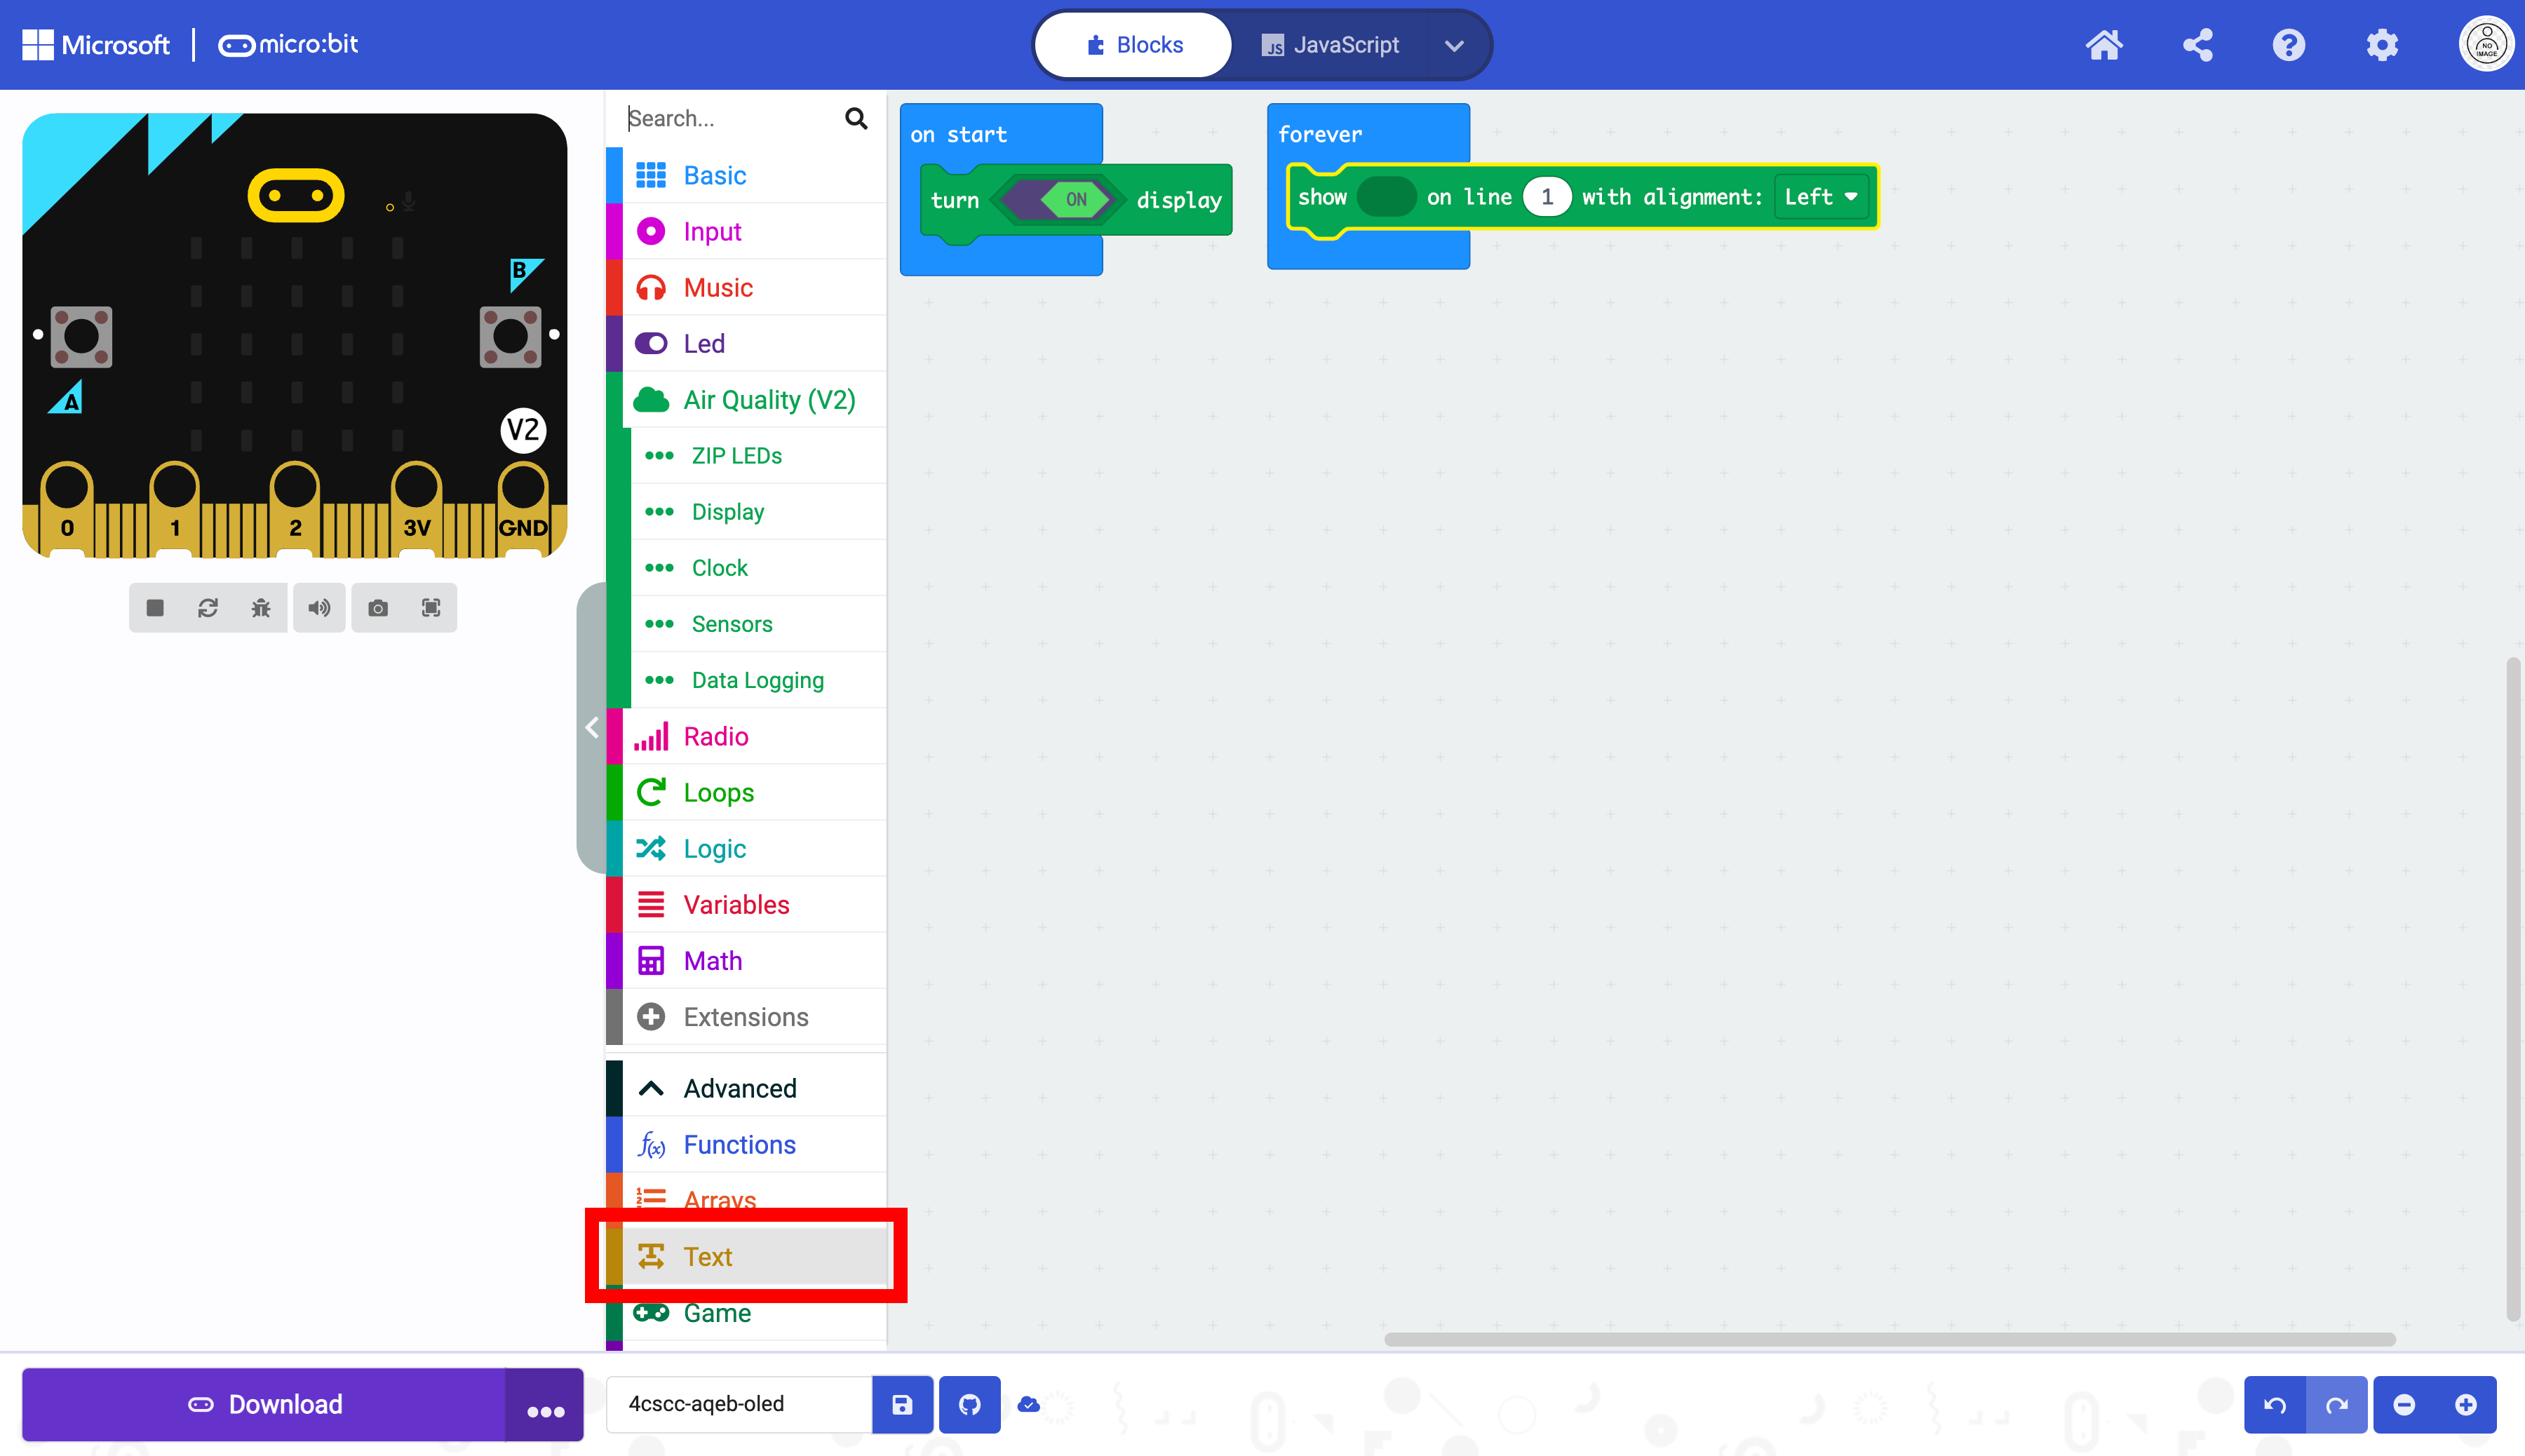 Microsoft | micro:bit
Blocks
JavaScript
NO
IMAGE
Search...
Basic
Input
Music
Led
Air Quality (V2)
ZIP LEDs
Display
Clock
Sensors
Data Logging
Radio
Loops
Logic
Variables
Math
Extensions
Advanced
Functions
Arrays
Text
Game
B
A
V2
0 1 2 3V GND
on start
turn ON display
forever
show on line 1 with alignment: Left
Download
4cscc-aqeb-oled